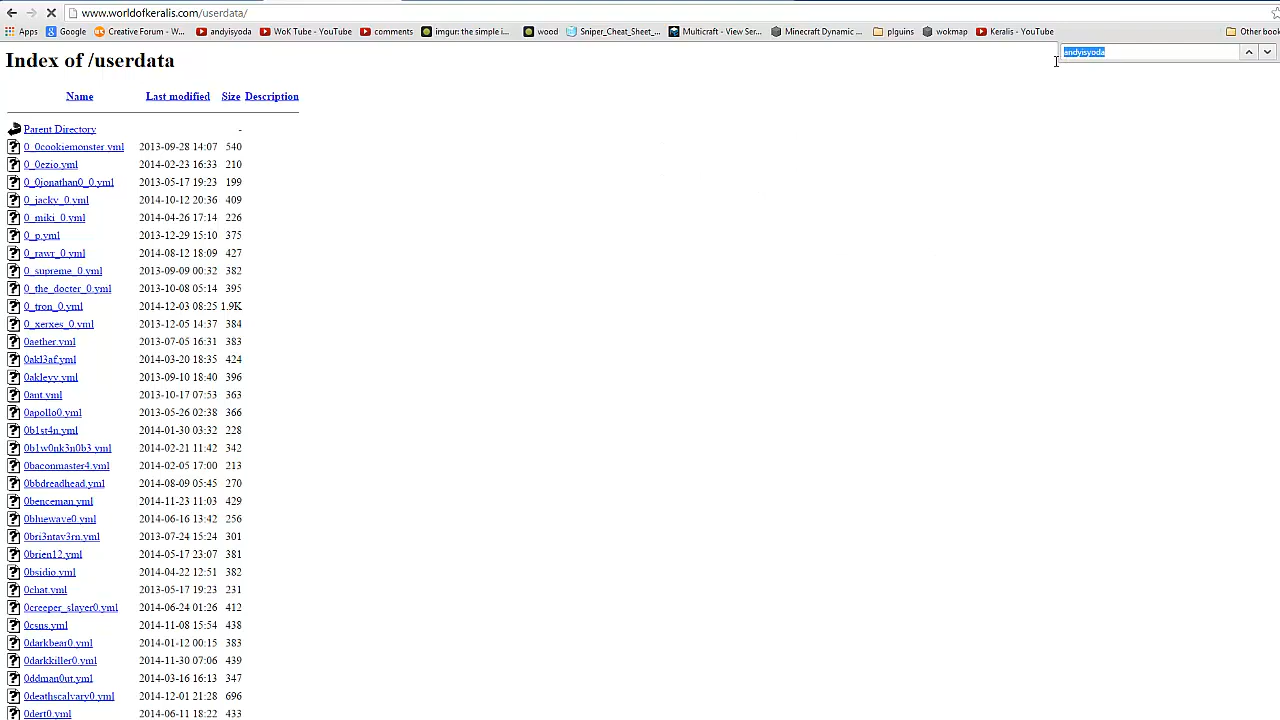 www.worldofkeralis.com/userdata/
Apps Google Creative Forum - W... andyisyoda WoK Tube - YouTube comments imgur: the simple i... wood Sniper_Cheat_Sheet_... Multicraft - View Ser... Minecraft Dynamic ... plguins wokmap Keralis - YouTube Other book
andyisyoda
Index of /userdata
Name Last modified Size Description
Parent Directory -
0_0cookiemonster.yml 2013-09-28 14:07 540
0_0ezio.yml 2014-02-23 16:33 210
0_0jonathan0_0.yml 2013-05-17 19:23 199
0_jacky_0.yml 2014-10-12 20:36 409
0_miki_0.yml 2014-04-26 17:14 226
0_p.yml 2013-12-29 15:10 375
0_rawr_0.yml 2014-08-12 18:09 427
0_supreme_0.yml 2013-09-09 00:32 382
0_the_docter_0.yml 2013-10-08 05:14 395
0_tron_0.yml 2014-12-03 08:25 1.9K
0_xerxes_0.yml 2013-12-05 14:37 384
0aether.yml 2013-07-05 16:31 383
0akl3af.yml 2014-03-20 18:35 424
0akleyy.yml 2013-09-10 18:40 396
0ant.yml 2013-10-17 07:53 363
0apollo0.yml 2013-05-26 02:38 366
0b1st4n.yml 2014-01-30 03:32 228
0b1w0nk3n0b3.yml 2014-02-21 11:42 342
0baconmaster4.yml 2014-02-05 17:00 213
0bbdreadhead.yml 2014-08-09 05:45 270
0benceman.yml 2014-11-23 11:03 429
0bluewave0.yml 2014-06-16 13:42 256
0bri3ntav3rn.yml 2013-07-24 15:24 301
0brien12.yml 2014-05-17 23:07 381
0bsidio.yml 2014-04-22 12:51 382
0chat.yml 2013-05-17 19:23 231
0creeper_slayer0.yml 2014-06-24 01:26 412
0csns.yml 2014-11-08 15:54 438
0darkbear0.yml 2014-01-12 00:15 383
0darkkiller0.yml 2014-11-30 07:06 439
0ddman0ut.yml 2014-03-16 16:13 347
0deathscalvary0.yml 2014-12-01 21:28 696
0dert0.yml 2014-06-11 18:22 433